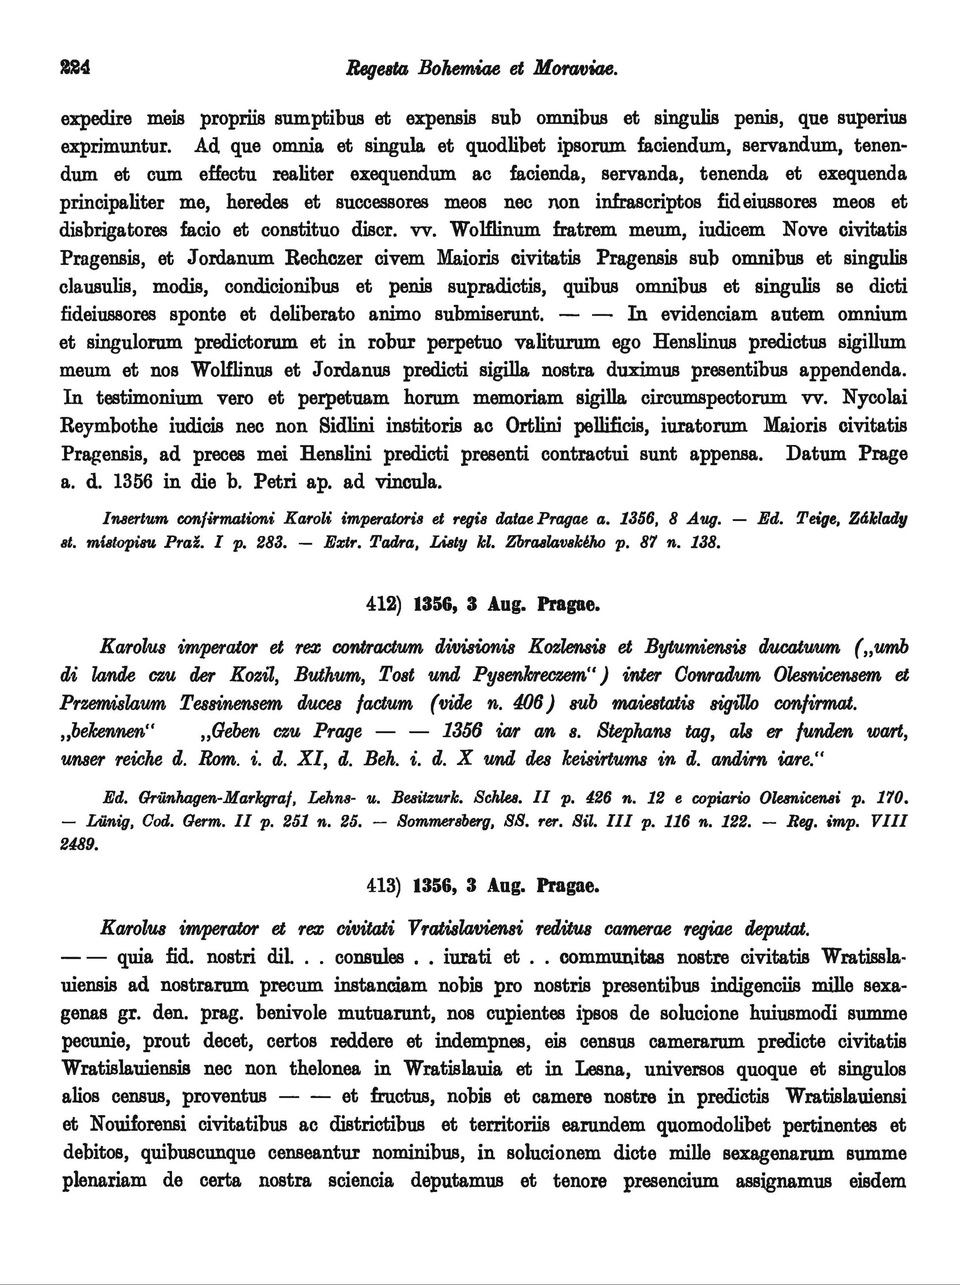 224 Regesta Bohemiae et Moraviae.
expedire meis propriis sumptibus et expensis sub omnibus et singulis penis, que superius
exprimuntur. Ad que omnia et singula et quodlibet ipsorum faciendum, servandum, tenen-
dum et cum effectu realiter exequendum ac facienda, servanda, tenenda et exequenda
principaliter me, heredes et successores meos nec non infrascriptos fideiussores meos et
disbrigatores facio et constituo discr. vv. Wolflinum fratrem meum, iudicem Nove civitatis
Pragensis, et Jordanum Rechczer civem Maioris civitatis Pragensis sub omnibus et singulis
clausulis, modis, condicionibus et penis supradictis, quibus omnibus et singulis se dicti
fideiussores sponte et deliberato animo submiserunt. — — In evidenciam autem omnium
et singulorum predictorum et in robur perpetuo valiturum ego Henslinus predictus sigillum
meum et nos Wolflinus et Jordanus predicti sigilla nostra duximus presentibus appendenda.
In testimonium vero et perpetuam horum memoriam sigilla circumspectorum vv. Nycolai
Reymbothe iudicis nec non Sidlini institoris ac Ortlini pellificis, iuratorum Maioris civitatis
Pragensis, ad preces mei Henslini predicti presenti contractui sunt appensa. Datum Prage
a. d. 1356 in die b. Petri ap. ad vincula.
Insertum confirmationi Karoli imperatoris et regis datae Pragae a. 1356, 8 Aug. — Ed. Teige, Základy
st. místopisu Praž. I p. 283. — Extr. Tadra, Listy kl. Zbraslavského p. 87 n. 138.
412) 1356, 3 Aug. Pragae.
Karolus imperator et rex contractum divisionis Kozlensis et Bytumiensis ducatuum („umb
di lande czu der Kozil, Buthum, Tost und Pysenkreczem“) inter Conradum Olesnicensem et
Przemislaum Tessinensem duces factum (vide n. 406) sub maiestatis sigillo confirmat.
„bekennen“ „Geben czu Prage — — 1356 iar an s. Stephans tag, als er funden wart,
unser reiche d. Rom. i. d. XI, d. Beh. i. d. X und des keisirtums in d. andirn iare.“
Ed. Grünhagen-Markgraf, Lehns- u. Besitzurk. Schles. II p. 426 n. 12 e copiario Olesnicensi p. 170.
— Lünig, Cod. Germ. II p. 251 n. 25. — Sommersberg, SS. rer. Sil. III p. 116 n. 122. — Reg. imp. VIII
2489.
413) 1356, 3 Aug. Pragae.
Karolus imperator et rex civitati Vratislaviensi reditus camerae regiae deputat.
— — quia fid. nostri dil. . . consules . . iurati et . . communitas nostre civitatis Wratissla-
uiensis ad nostrarum precum instanciam nobis pro nostris presentibus indigenciis mille sexa-
genas gr. den. prag. benivole mutuarunt, nos cupientes ipsos de solucione huiusmodi summe
pecunie, prout decet, certos reddere et indempnes, eis census camerarum predicte civitatis
Wratislauiensis nec non thelonea in Wratislauia et in Lesna, universos quoque et singulos
alios census, proventus — — et fructus, nobis et camere nostre in predictis Wratislauiensi
et Nouiforensi civitatibus ac districtibus et territoriis earundem quomodolibet pertinentes et
debitos, quibuscunque censeantur nominibus, in solucionem dicte mille sexagenarum summe
plenariam de certa nostra sciencia deputamus et tenore presencium assignamus eisdem